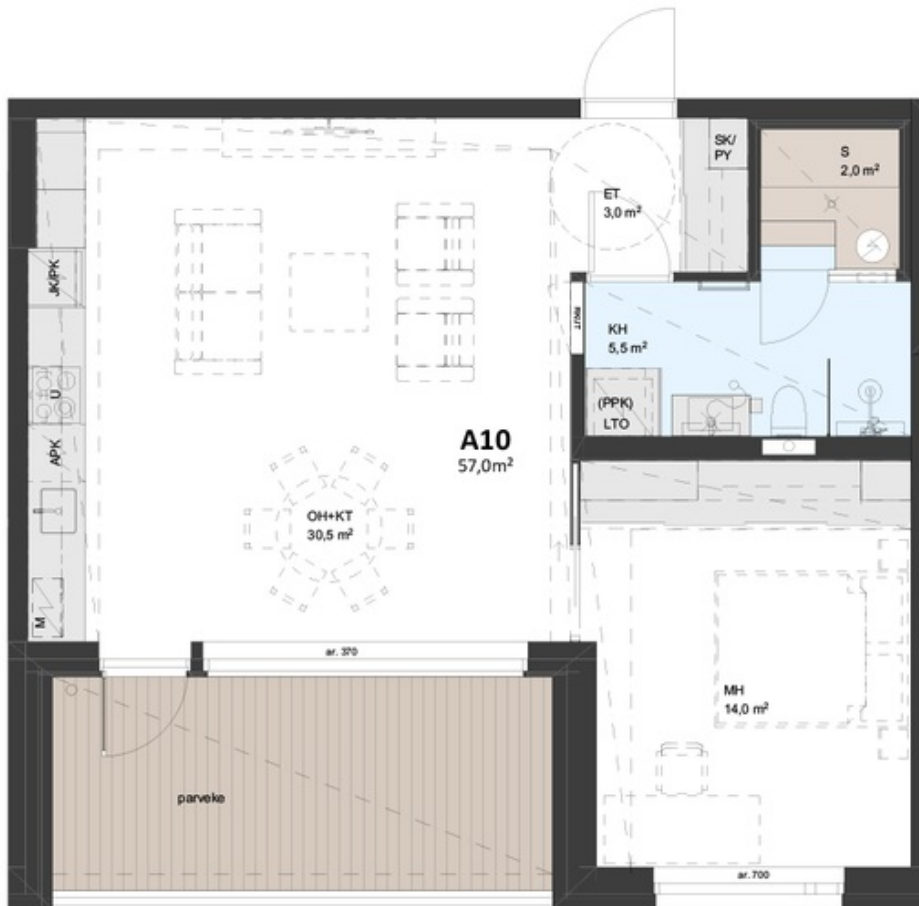 SK/
PY
S
2,0 m²
ET
3,0 m²
JK/PK
KH
5,5 m²
(PPK)
LTO
U
APK
A10
57,0m²
OH+KT
30,5 m²
M
ar. 370
MH
14,0 m²
parveke
ar. 700